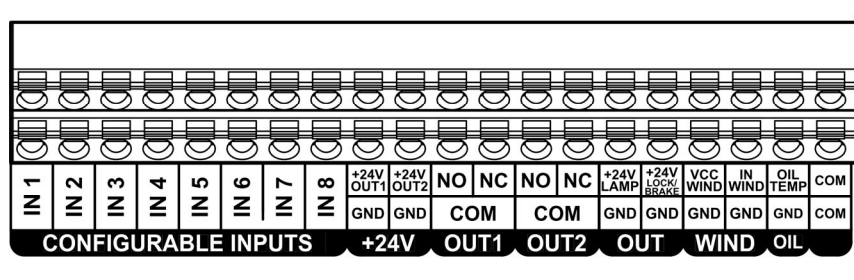 IN 1 IN 2 IN 3 IN 4 IN 5 IN 6 IN 7 IN 8
+24V OUT1 +24V OUT2 NO NC NO NC +24V LAMP +24V LOCK/ BRAKE VCC WIND IN WIND OIL TEMP COM
GND GND COM COM GND GND GND GND GND COM
CONFIGURABLE INPUTS +24V OUT1 OUT2 OUT WIND OIL